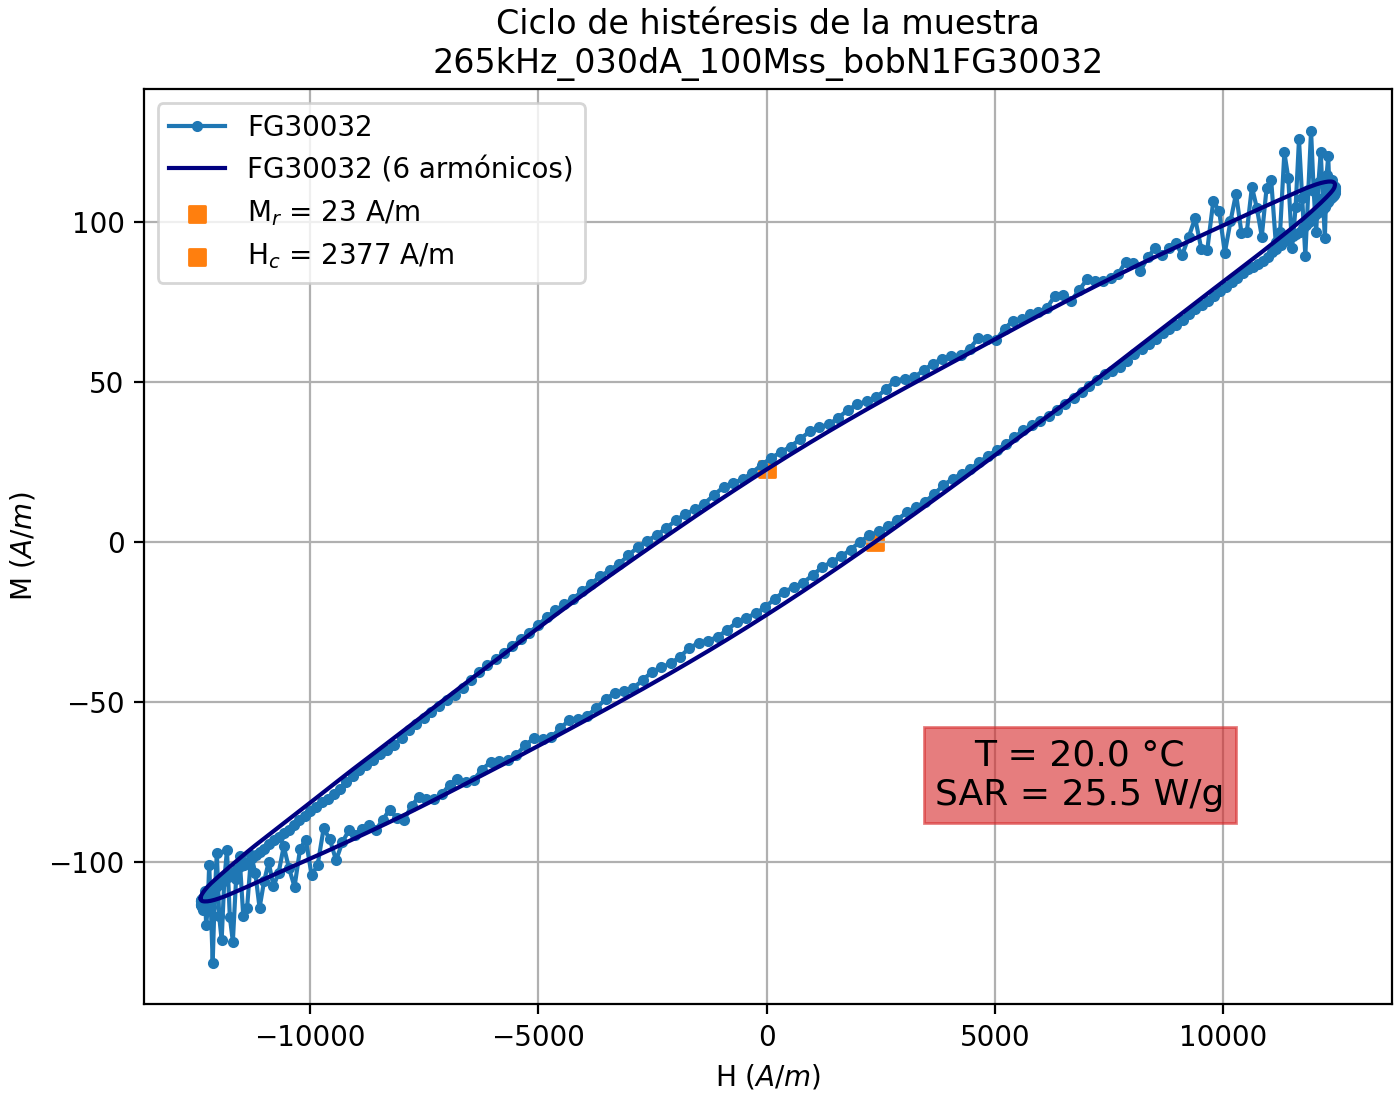 Ciclo de histéresis de la muestra
265kHz_030dA_100Mss_bobN1FG30032
FG30032
FG30032 (6 armónicos)
Mᵣ = 23 A/m
H𝒸 = 2377 A/m
M (A/m)
100
50
0
−50
−100
T = 20.0 °C
SAR = 25.5 W/g
−10000
−5000
0
5000
10000
H (A/m)